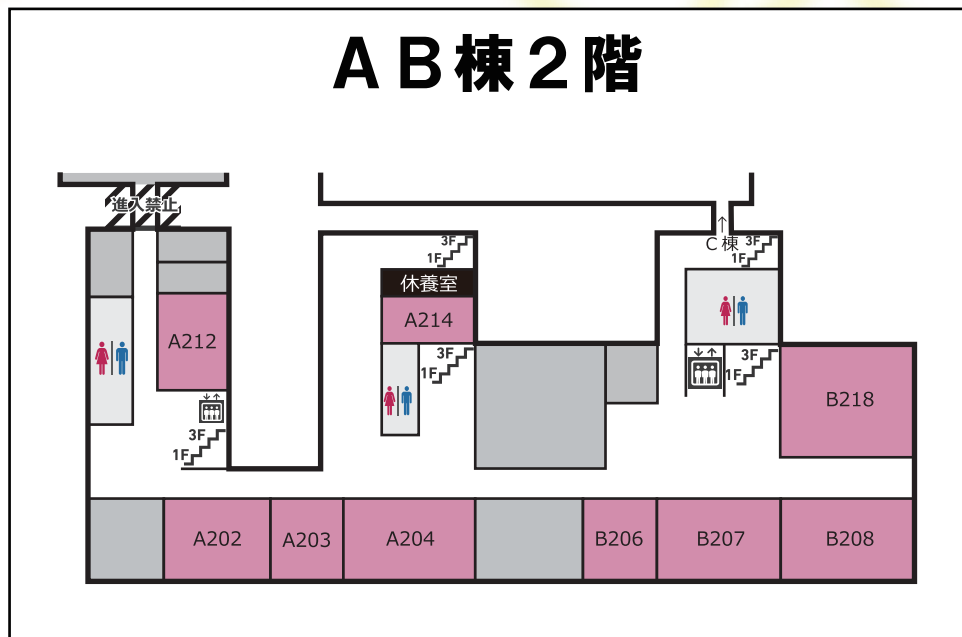 AB棟2階
進入禁止
↑
C棟
3F
1F
3F
1F
休養室
A214
A212
3F
1F
3F
1F
B218
3F
1F
A202
A203
A204
B206
B207
B208